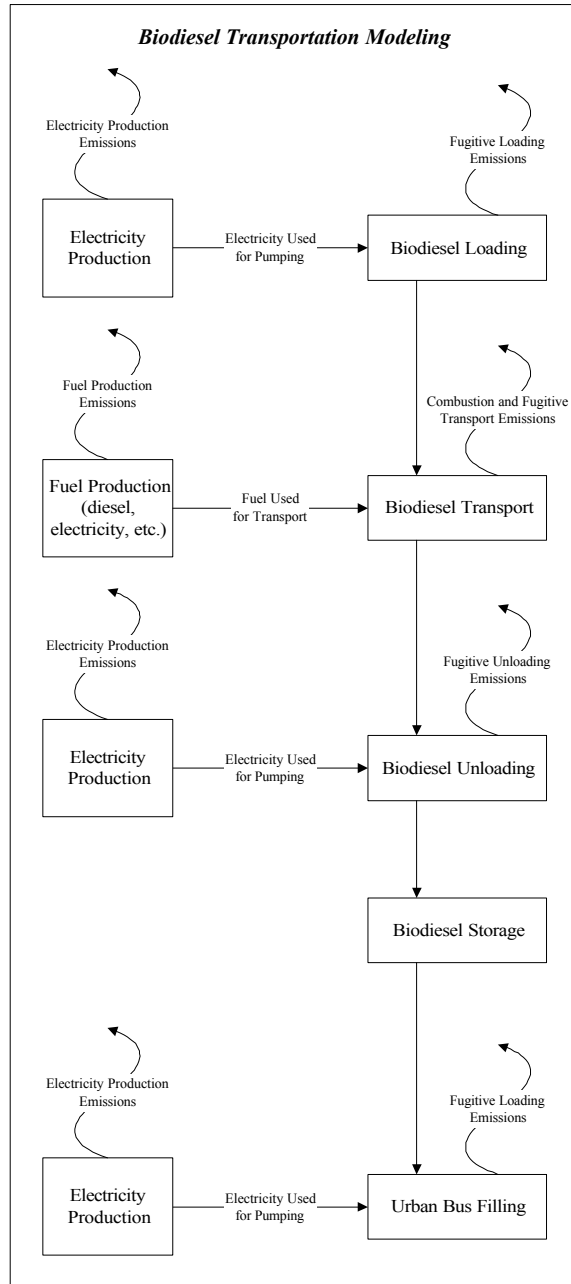 Biodiesel Transportation Modeling
Electricity Production
Emissions
Fugitive Loading
Emissions
Electricity
Production
Electricity Used
for Pumping
Biodiesel Loading
Fuel Production
Emissions
Combustion and Fugitive
Transport Emissions
Fuel Production
(diesel,
electricity, etc.)
Fuel Used
for Transport
Biodiesel Transport
Electricity Production
Emissions
Fugitive Unloading
Emissions
Electricity
Production
Electricity Used
for Pumping
Biodiesel Unloading
Biodiesel Storage
Electricity Production
Emissions
Fugitive Loading
Emissions
Electricity
Production
Electricity Used
for Pumping
Urban Bus Filling